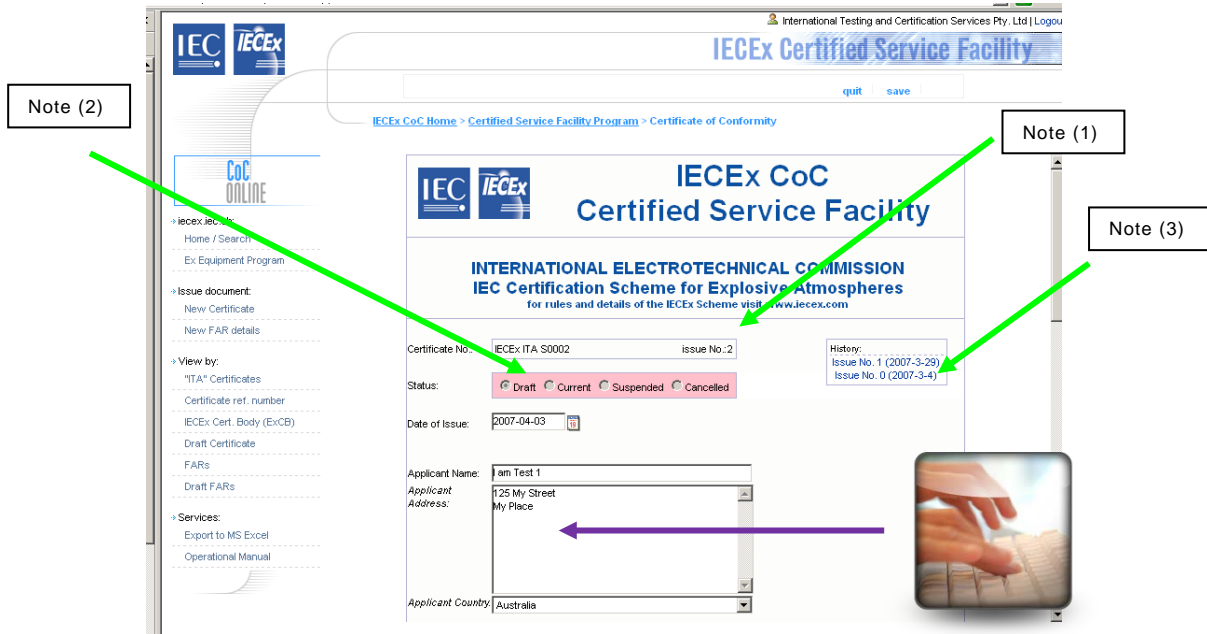 International Testing and Certification Services Pty. Ltd | Logou
IEC IECEx
IECEx Certified Service Facility
quit save
Note (2)
IECEx CoC Home > Certified Service Facility Program > Certificate of Conformity
Note (1)
CoC
ONLINE
IEC IECEx
IECEx CoC
Certified Service Facility
iecex.iec.ch:
Home / Search
Ex Equipment Program
Note (3)
INTERNATIONAL ELECTROTECHNICAL COMMISSION
IEC Certification Scheme for Explosive Atmospheres
for rules and details of the IECEx Scheme visit www.iecex.com
Issue document:
New Certificate
New FAR details
Certificate No.: IECEx ITA S0002 issue No.:2
History:
Issue No. 1 (2007-3-29)
Issue No. 0 (2007-3-4)
View by:
"ITA" Certificates
Certificate ref. number
IECEx Cert. Body (ExCB)
Draft Certificate
FARs
Draft FARs
Status: Draft Current Suspended Cancelled
Date of Issue: 2007-04-03
Applicant Name: I am Test 1
Applicant
Address:
125 My Street
My Place
Services:
Export to MS Excel
Operational Manual
Applicant Country: Australia